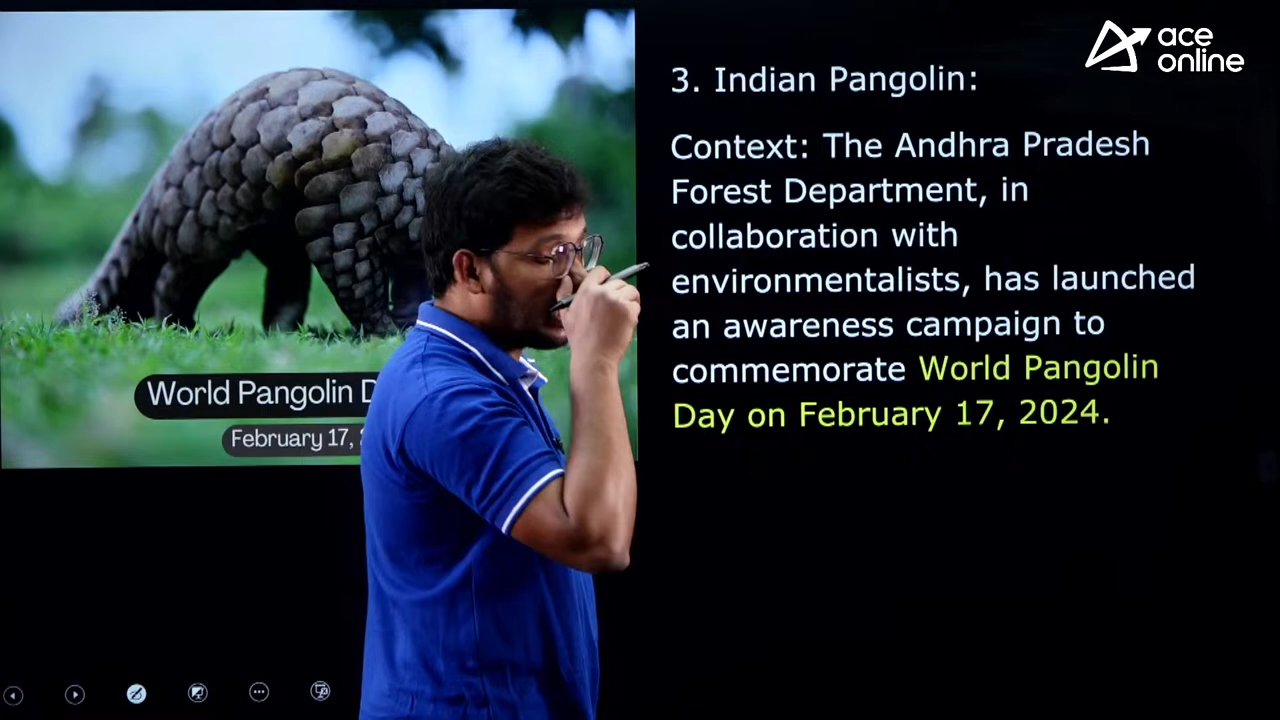 ace
online
3. Indian Pangolin:
Context: The Andhra Pradesh
Forest Department, in
collaboration with
environmentalists, has launched
an awareness campaign to
commemorate World Pangolin
Day on February 17, 2024.
World Pangolin
February 17,